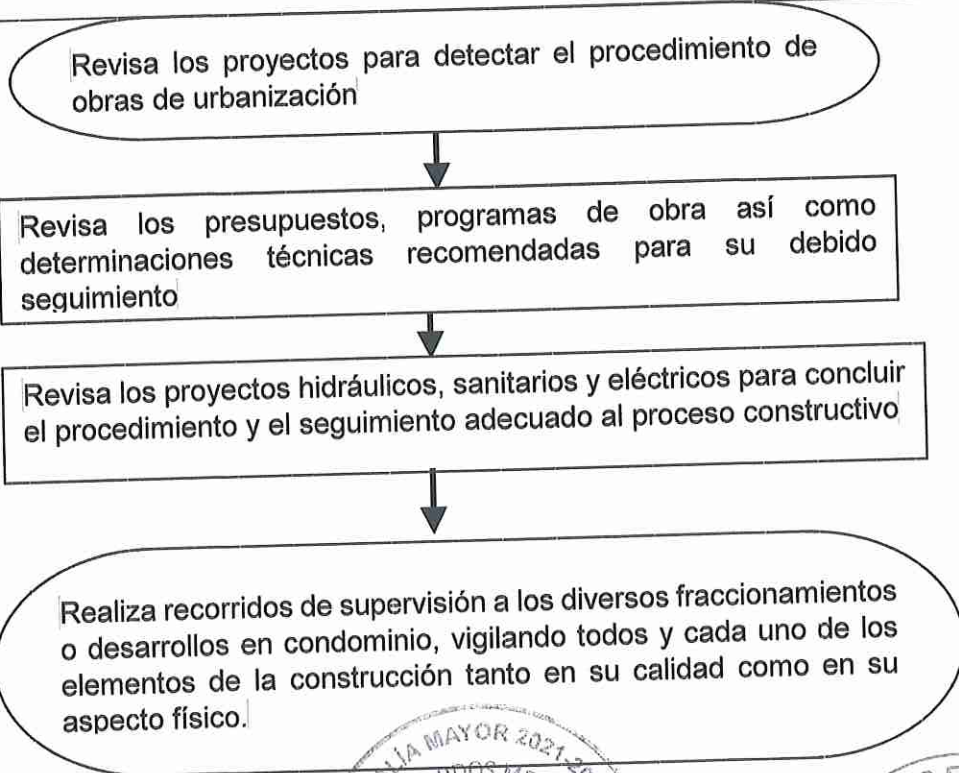 Revisa los proyectos para detectar el procedimiento de
obras de urbanización
Revisa los presupuestos, programas de obra así como
determinaciones técnicas recomendadas para su debido
seguimiento
Revisa los proyectos hidráulicos, sanitarios y eléctricos para concluir
el procedimiento y el seguimiento adecuado al proceso constructivo
Realiza recorridos de supervisión a los diversos fraccionamientos
o desarrollos en condominio, vigilando todos y cada uno de los
elementos de la construcción tanto en su calidad como en su
aspecto físico.
MAYOR 2021-20